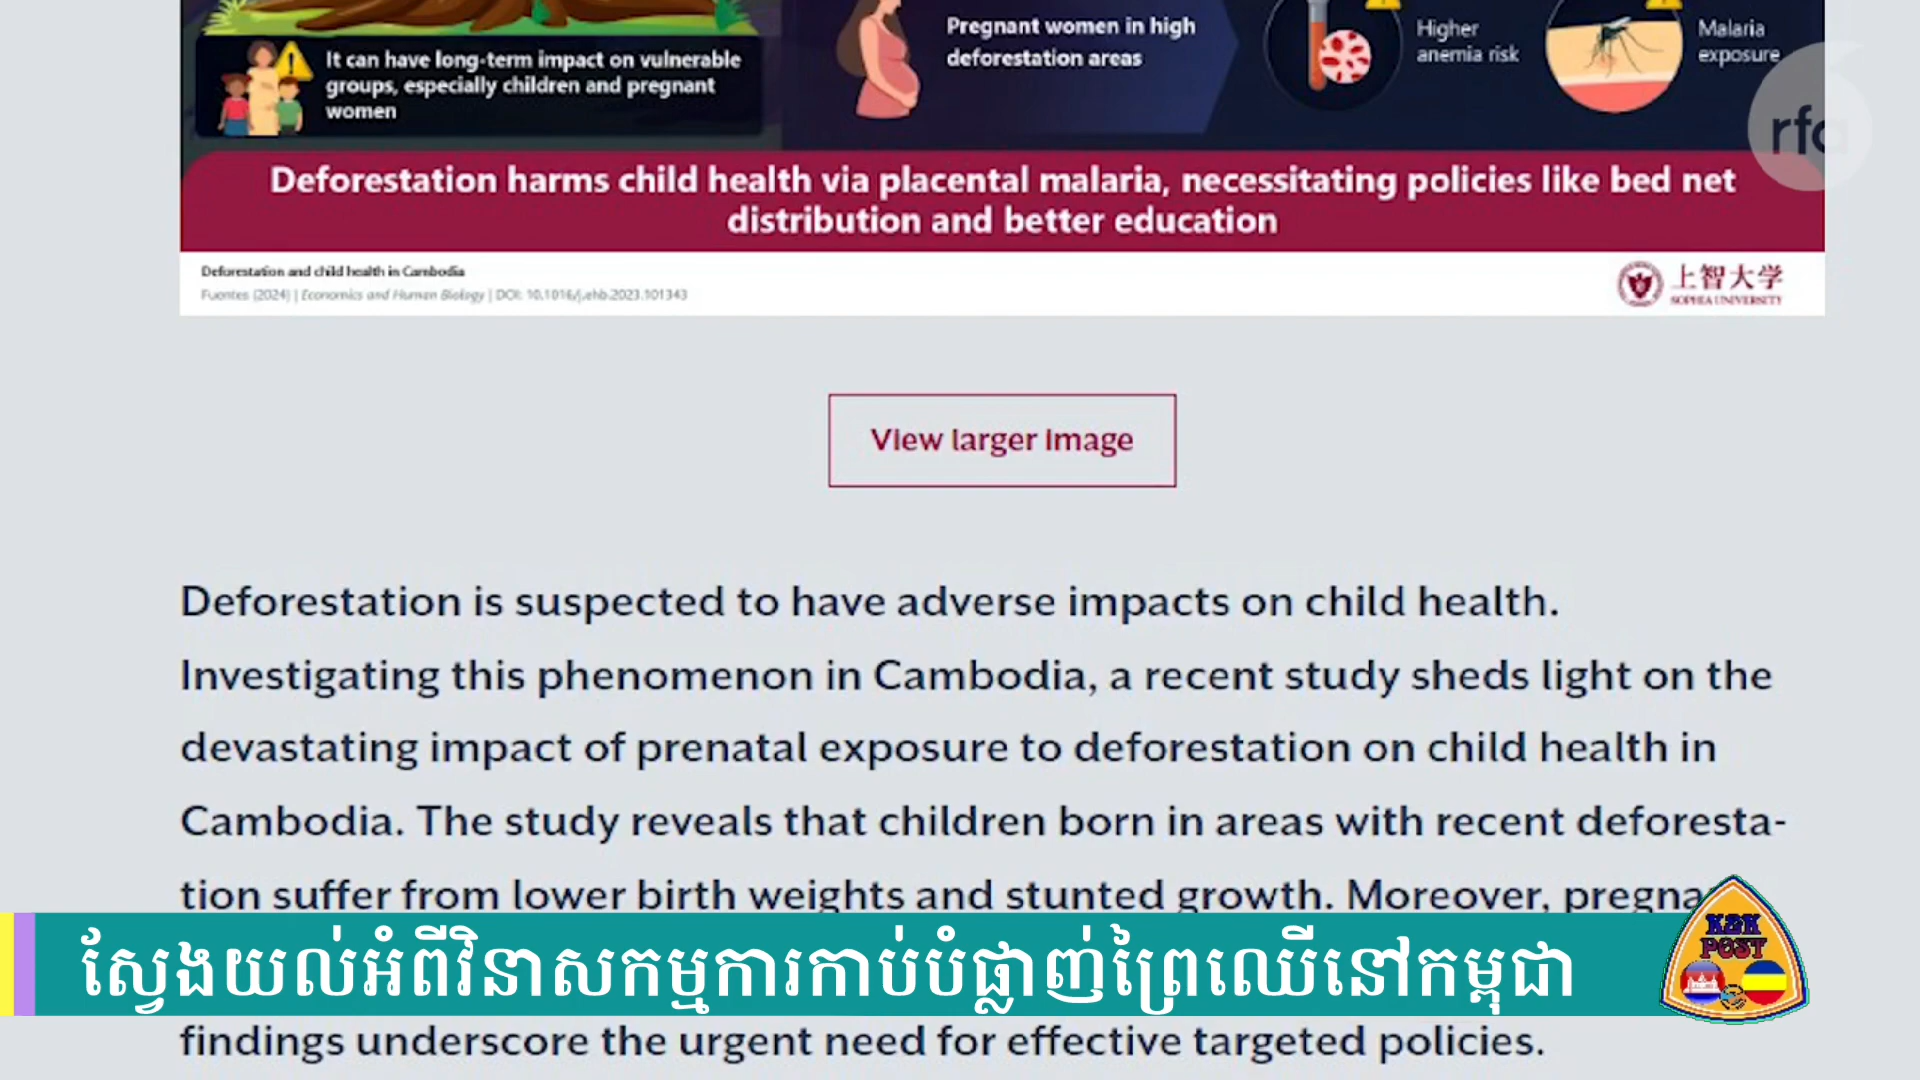 It can have long-term impact on vulnerable
groups, especially children and pregnant
women
Pregnant women in high
deforestation areas
Higher
anemia risk
Malaria
exposure
rfa
Deforestation harms child health via placental malaria, necessitating policies like bed net
distribution and better education
Deforestation and child health in Cambodia
Fuentes (2024) | Economics and Human Biology | DOI: 10.1016/j.ehb.2023.101343
上智大学
SOPHIA UNIVERSITY
View larger image
Deforestation is suspected to have adverse impacts on child health.
Investigating this phenomenon in Cambodia, a recent study sheds light on the
devastating impact of prenatal exposure to deforestation on child health in
Cambodia. The study reveals that children born in areas with recent deforesta-
tion suffer from lower birth weights and stunted growth. Moreover, pregna
K&K
POST
ស្វែងយល់អំពីវិនាសកម្មការកាប់បំផ្លាញ់ព្រៃឈើនៅកម្ពុជា
findings underscore the urgent need for effective targeted policies.